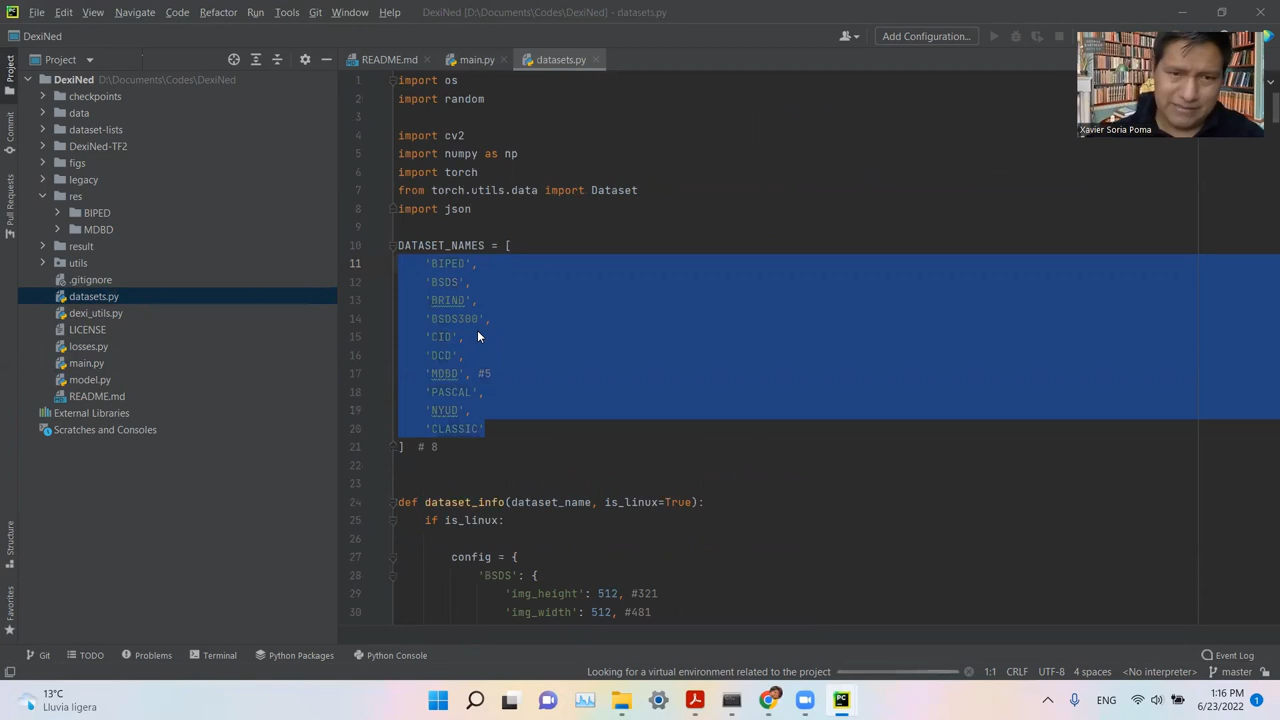 File Edit View Navigate Code Refactor Run Tools Git Window Help DexiNed [D:\Documents\Codes\DexiNed] - datasets.py
DexiNed Add Configuration...
Project README.md main.py datasets.py
DexiNed D:\Documents\Codes\DexiNed
checkpoints
data
dataset-lists
DexiNed-TF2
figs
legacy
res
BIPED
MDBD
result
utils
.gitignore
datasets.py
dexi_utils.py
LICENSE
losses.py
main.py
model.py
README.md
External Libraries
Scratches and Consoles
Project
Commit
Pull Requests
Structure
Favorites
1 import os
2 import random
3
4 import cv2
5 import numpy as np
6 import torch
7 from torch.utils.data import Dataset
8 import json
9
10 DATASET_NAMES = [
11 'BIPED',
12 'BSDS',
13 'BRIND',
14 'BSDS300',
15 'CID',
16 'DCD',
17 'MDBD', #5
18 'PASCAL',
19 'NYUD',
20 'CLASSIC'
21 ] # 8
22
23
24 def dataset_info(dataset_name, is_linux=True):
25 if is_linux:
26
27 config = {
28 'BSDS': {
29 'img_height': 512, #321
30 'img_width': 512, #481
Xavier Soria Poma
Git TODO Problems Terminal Python Packages Python Console Event Log
Looking for a virtual environment related to the project 1:1 CRLF UTF-8 4 spaces <No interpreter> master
13°C
Lluvia ligera
ENG
1:16 PM
6/23/2022